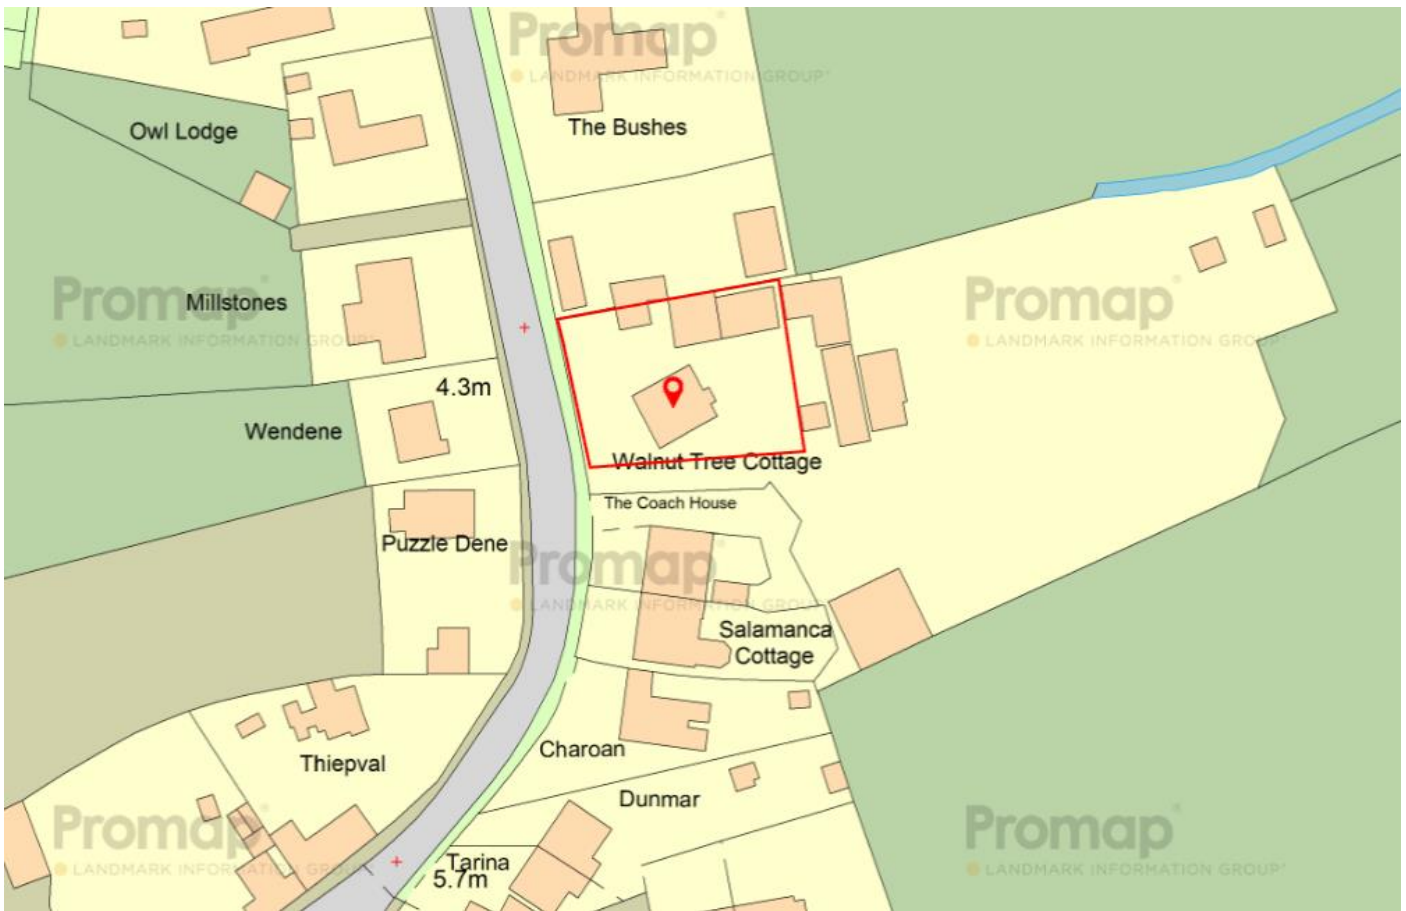 Promap
LANDMARK INFORMATION GROUP
The Bushes
Owl Lodge
Promap
LANDMARK INFORMATION GROUP
Millstones
Promap
LANDMARK INFORMATION GROUP
4.3m
Wendene
Walnut Tree Cottage
The Coach House
Puzzle Dene
Promap
LANDMARK INFORMATION GROUP
Salamanca
Cottage
Charoan
Thiepval
Dunmar
Promap
LANDMARK INFORMATION GROUP
Tarina
5.7m
Promap
LANDMARK INFORMATION GROUP